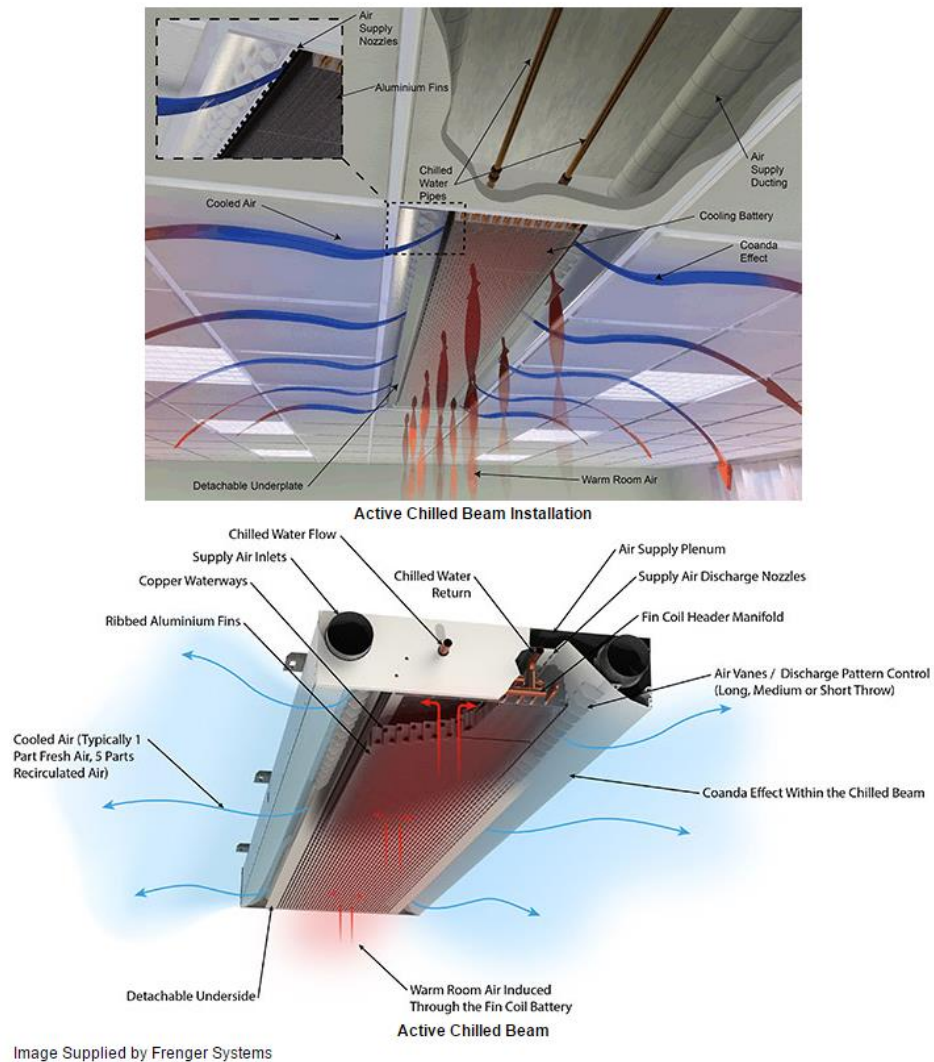 Air
Supply
Nozzles
Aluminium Fins
Chilled
Water
Pipes
Air
Supply
Ducting
Cooled Air
Cooling Battery
Coanda
Effect
Detachable Underplate
Warm Room Air
Active Chilled Beam Installation
Chilled Water Flow
Supply Air Inlets
Copper Waterways
Ribbed Aluminium Fins
Chilled Water
Return
Air Supply Plenum
Supply Air Discharge Nozzles
Fin Coil Header Manifold
Air Vanes / Discharge Pattern Control
(Long, Medium or Short Throw)
Cooled Air (Typically 1
Part Fresh Air, 5 Parts
Recirculated Air)
Coanda Effect Within the Chilled Beam
Detachable Underside
Warm Room Air Induced
Through the Fin Coil Battery
Active Chilled Beam
Image Supplied by Frenger Systems